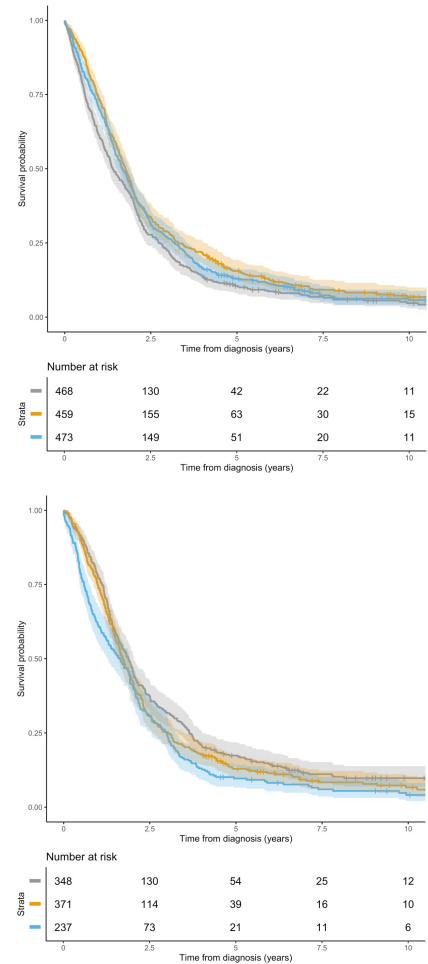 1.00
0.75
0.50
0.25
0.00
Survival probability
0 2.5 5 7.5 10
Time from diagnosis (years)
Number at risk
Strata
468 130 42 22 11
459 155 63 30 15
473 149 51 20 11
0 2.5 5 7.5 10
Time from diagnosis (years)
1.00
0.75
0.50
0.25
0.00
Survival probability
0 2.5 5 7.5 10
Time from diagnosis (years)
Number at risk
Strata
348 130 54 25 12
371 114 39 16 10
237 73 21 11 6
0 2.5 5 7.5 10
Time from diagnosis (years)